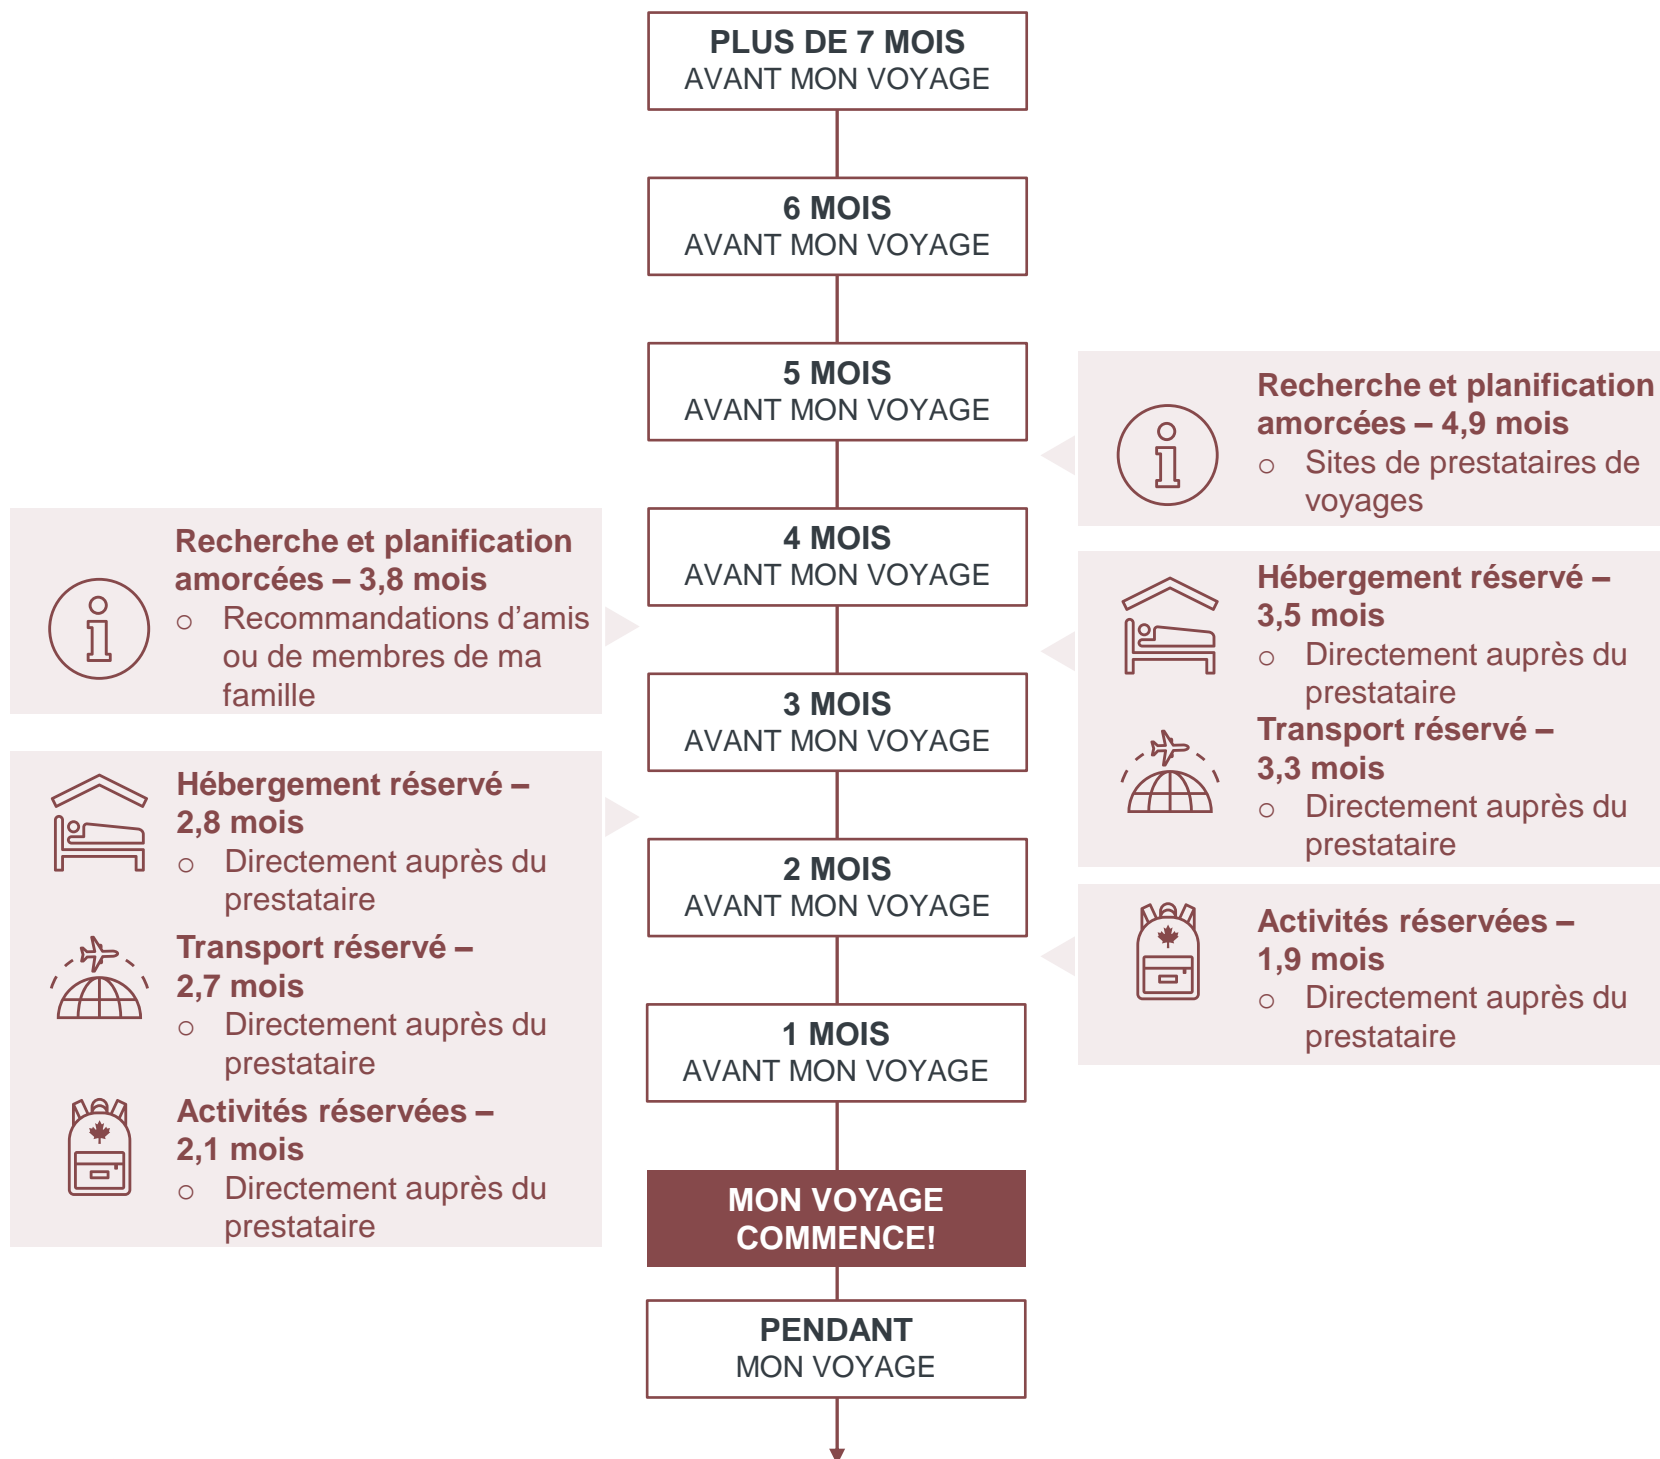 PLUS DE 7 MOIS
AVANT MON VOYAGE
6 MOIS
AVANT MON VOYAGE
5 MOIS
AVANT MON VOYAGE
4 MOIS
AVANT MON VOYAGE
3 MOIS
AVANT MON VOYAGE
2 MOIS
AVANT MON VOYAGE
1 MOIS
AVANT MON VOYAGE
MON VOYAGE
COMMENCE!
PENDANT
MON VOYAGE
Recherche et planification
amorcées – 3,8 mois
o Recommandations d’amis
ou de membres de ma
famille
Hébergement réservé –
2,8 mois
o Directement auprès du
prestataire
Transport réservé –
2,7 mois
o Directement auprès du
prestataire
Activités réservées –
2,1 mois
o Directement auprès du
prestataire
Recherche et planification
amorcées – 4,9 mois
o Sites de prestataires de
voyages
Hébergement réservé –
3,5 mois
o Directement auprès du
prestataire
Transport réservé –
3,3 mois
o Directement auprès du
prestataire
Activités réservées –
1,9 mois
o Directement auprès du
prestataire